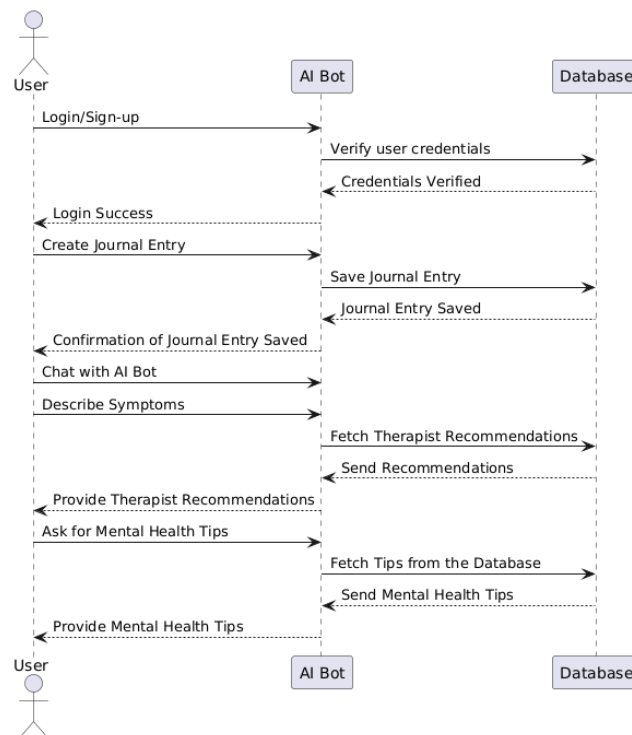 User
AI Bot
Database
Login/Sign-up
Verify user credentials
Credentials Verified
Login Success
Create Journal Entry
Save Journal Entry
Journal Entry Saved
Confirmation of Journal Entry Saved
Chat with AI Bot
Describe Symptoms
Fetch Therapist Recommendations
Send Recommendations
Provide Therapist Recommendations
Ask for Mental Health Tips
Fetch Tips from the Database
Send Mental Health Tips
Provide Mental Health Tips
User
AI Bot
Database